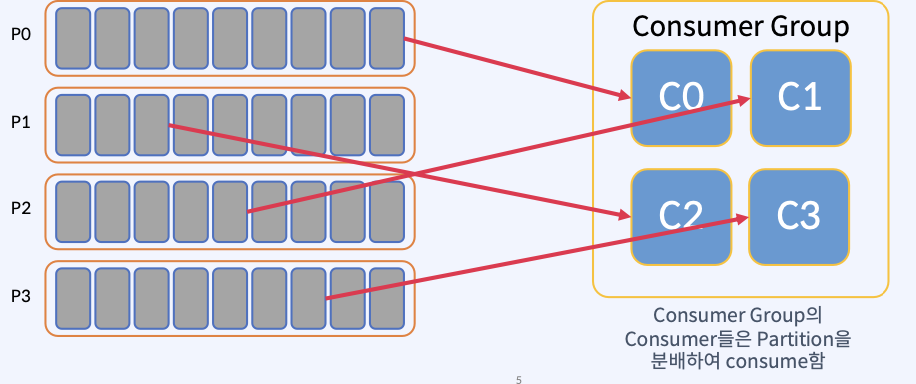 P0
P1
P2
P3
Consumer Group
C0
C1
C2
C3
Consumer Group의
Consumer들은 Partition을
분배하여 consume함
5